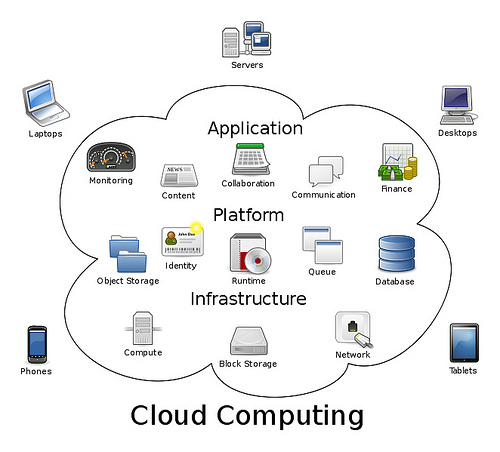 Servers
Laptops
Desktops
Application
Monitoring
NEWS
Content
Collaboration
Communication
Finance
Platform
John Doe
Object Storage
Identity
Runtime
Queue
Database
Infrastructure
Compute
Block Storage
Network
Phones
Tablets
Cloud Computing